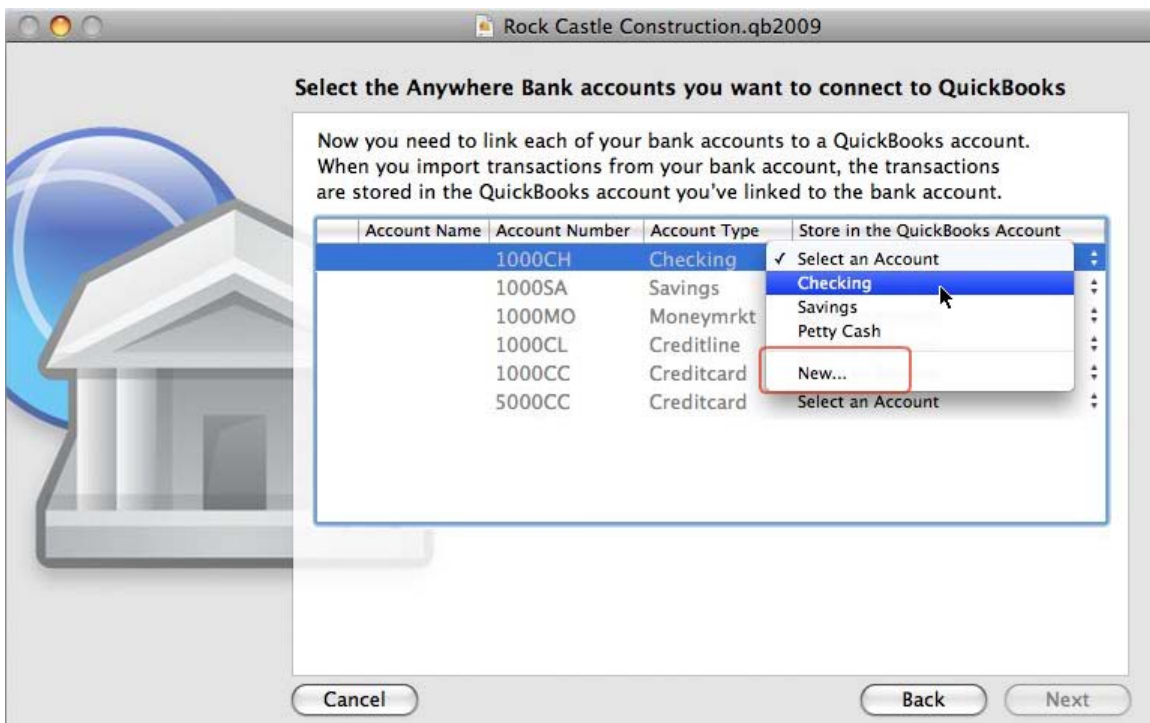 Rock Castle Construction.qb2009
Select the Anywhere Bank accounts you want to connect to QuickBooks
Now you need to link each of your bank accounts to a QuickBooks account.
When you import transactions from your bank account, the transactions
are stored in the QuickBooks account you've linked to the bank account.
Account Name Account Number Account Type Store in the QuickBooks Account
1000CH Checking ✓ Select an Account
Checking
1000SA Savings
Savings
1000MO Moneymrkt
Petty Cash
1000CL Creditline
1000CC Creditcard New...
5000CC Creditcard Select an Account
Cancel Back Next